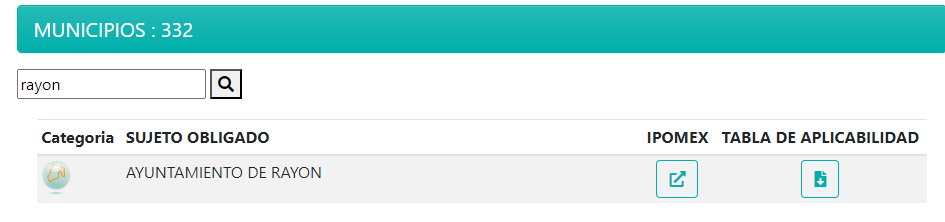 MUNICIPIOS : 332
rayon
Categoria SUJETO OBLIGADO IPOMEX TABLA DE APLICABILIDAD
AYUNTAMIENTO DE RAYON